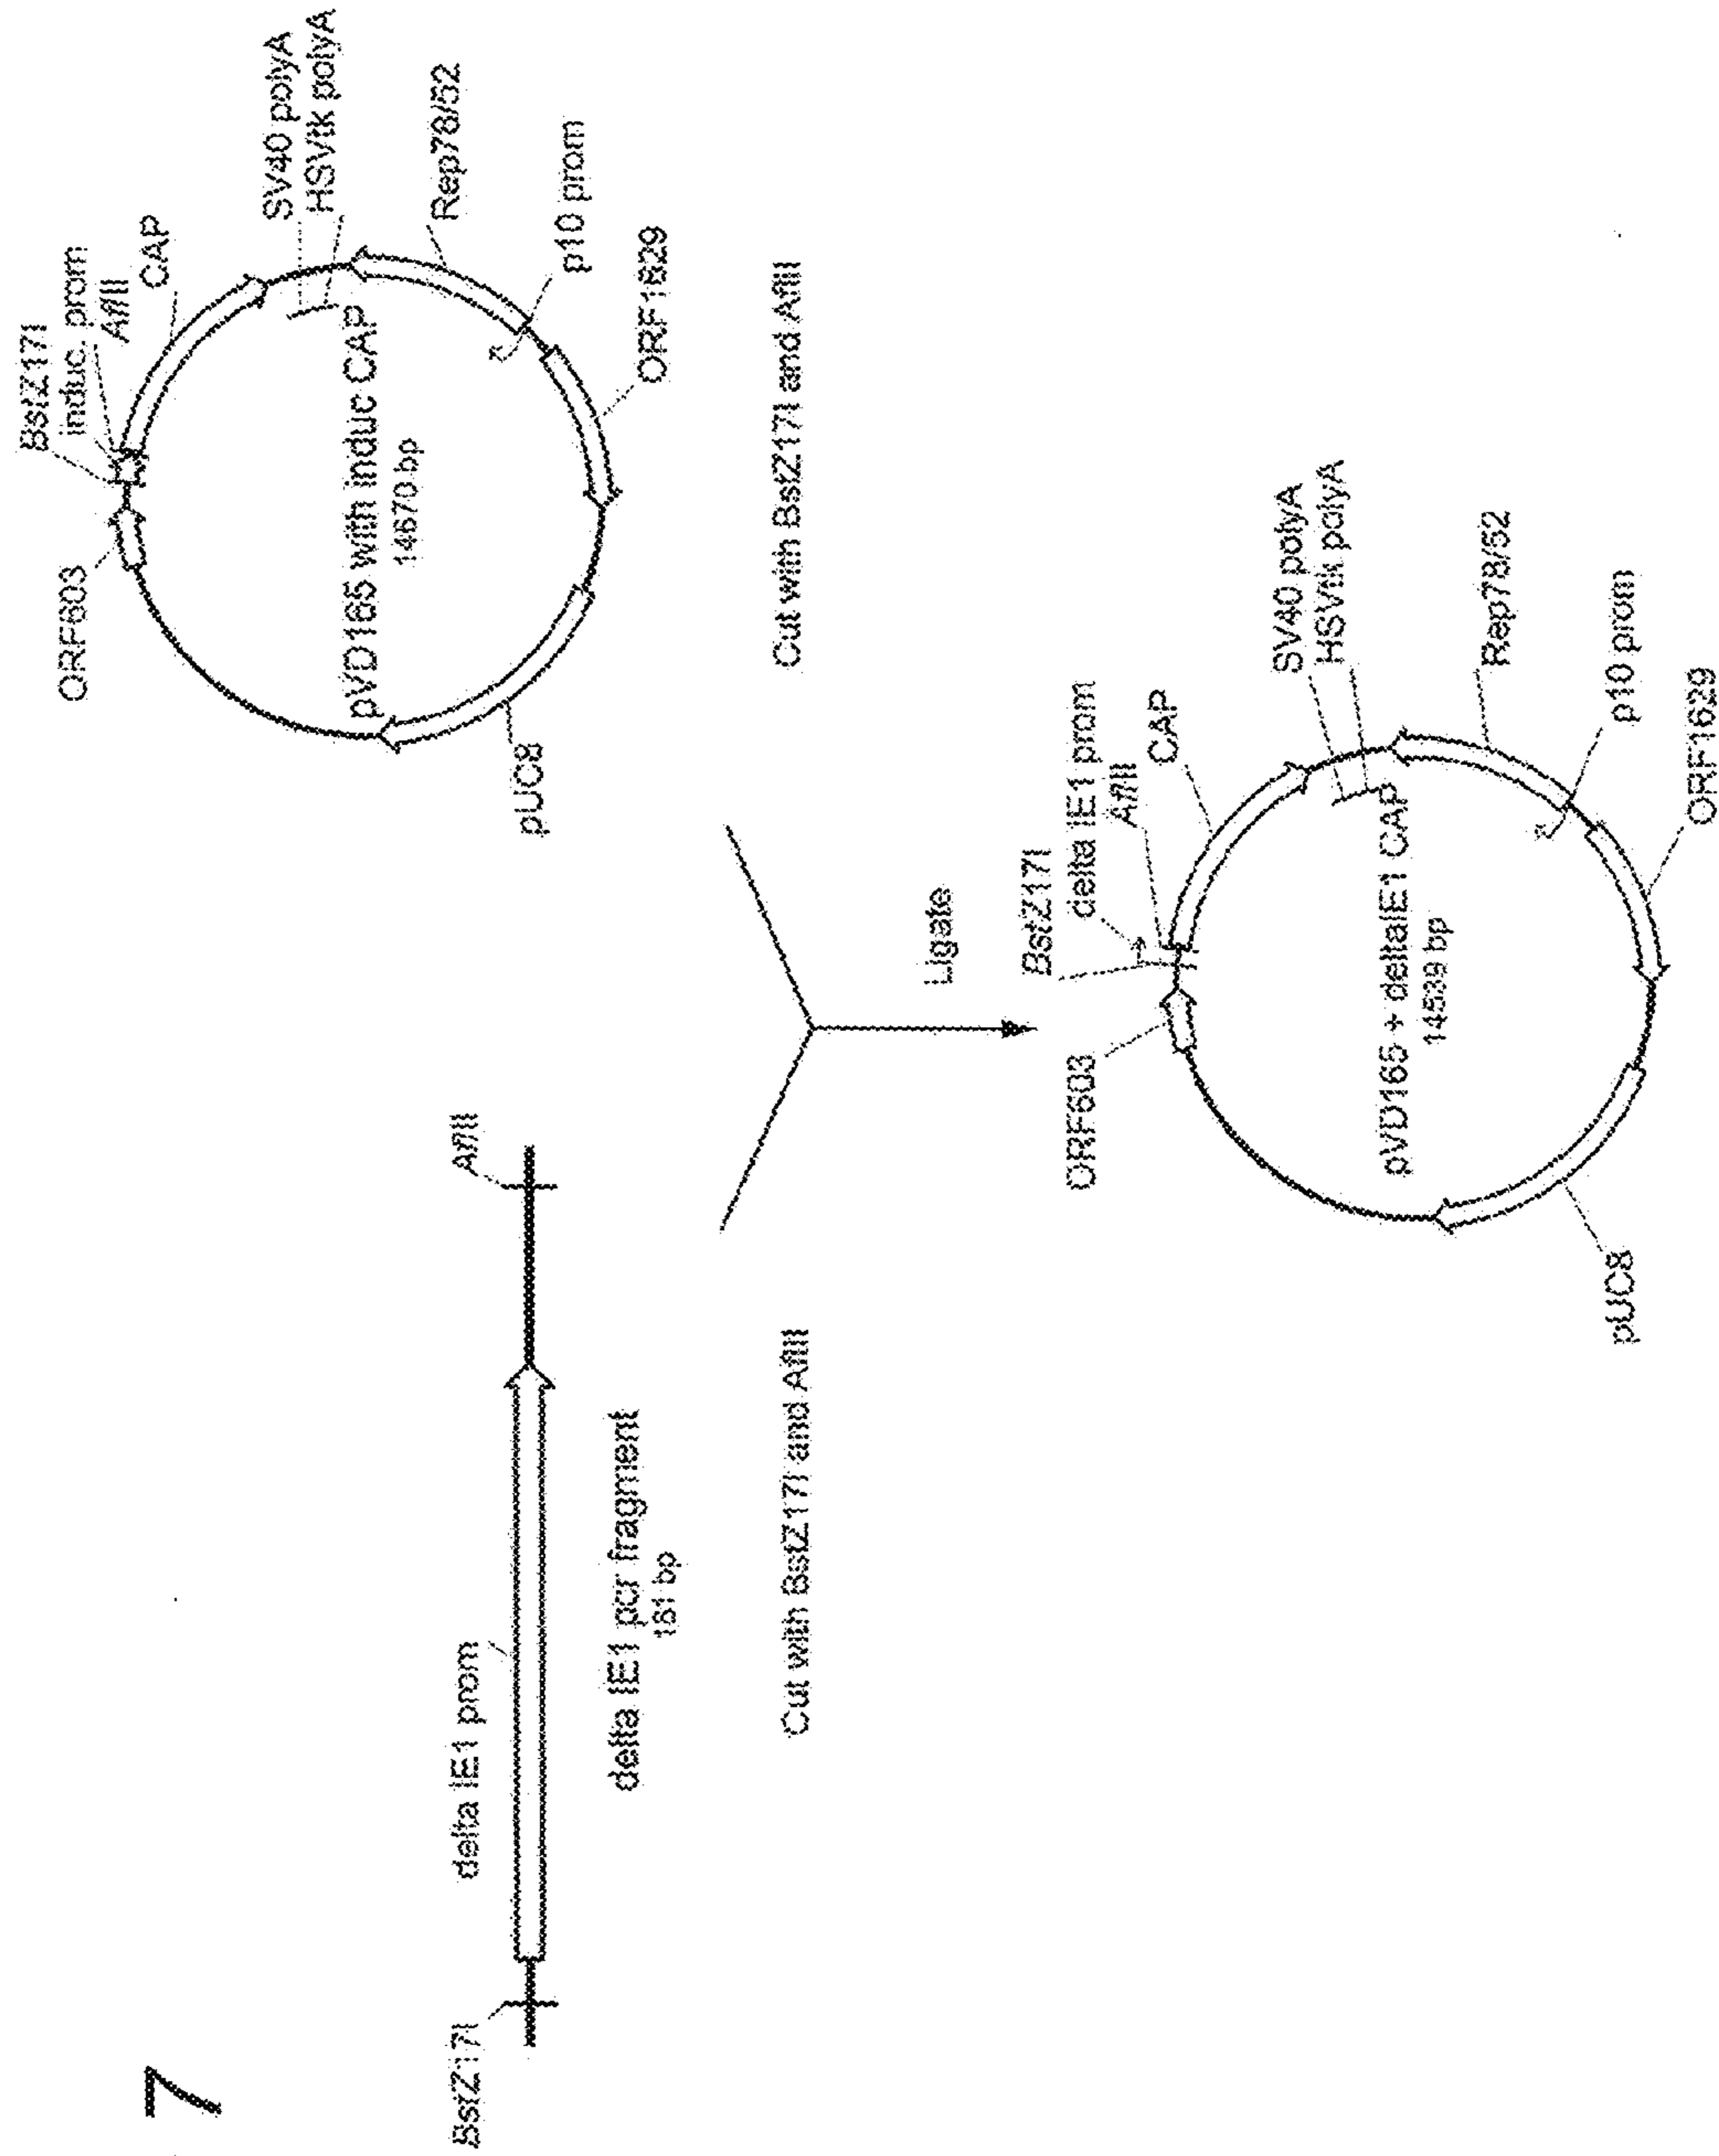 7
BstZ17I
delta IE1 prom
AflII
delta IE1 pcr fragment
181 bp
Cut with BstZ17I and AflII
ORF603
BstZ17I
induc. prom
AflII
CAP
SV40 polyA
HSVtk polyA
Rep78/52
p10 prom
ORF1629
pUC8
pVD165 with induc CAP
14670 bp
Cut with BstZ17I and AflII
Ligate
ORF603
BstZ17I
delta IE1 prom
AflII
CAP
SV40 polyA
HSVtk polyA
Rep78/52
p10 prom
ORF1629
pUC8
pVD165 + deltaIE1 CAP
14539 bp